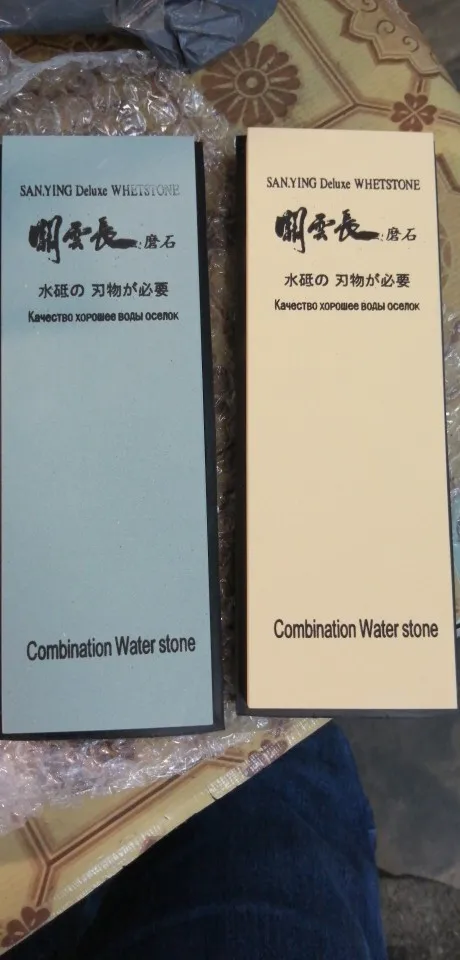 SAN.YING Deluxe WHETSTONE
關雲長:磨石
水砥の 刃物が必要
Качество хорошее воды оселок
Combination Water stone
SAN.YING Deluxe WHETSTONE
關雲長:磨石
水砥の 刃物が必要
Качество хорошее воды оселок
Combination Water stone